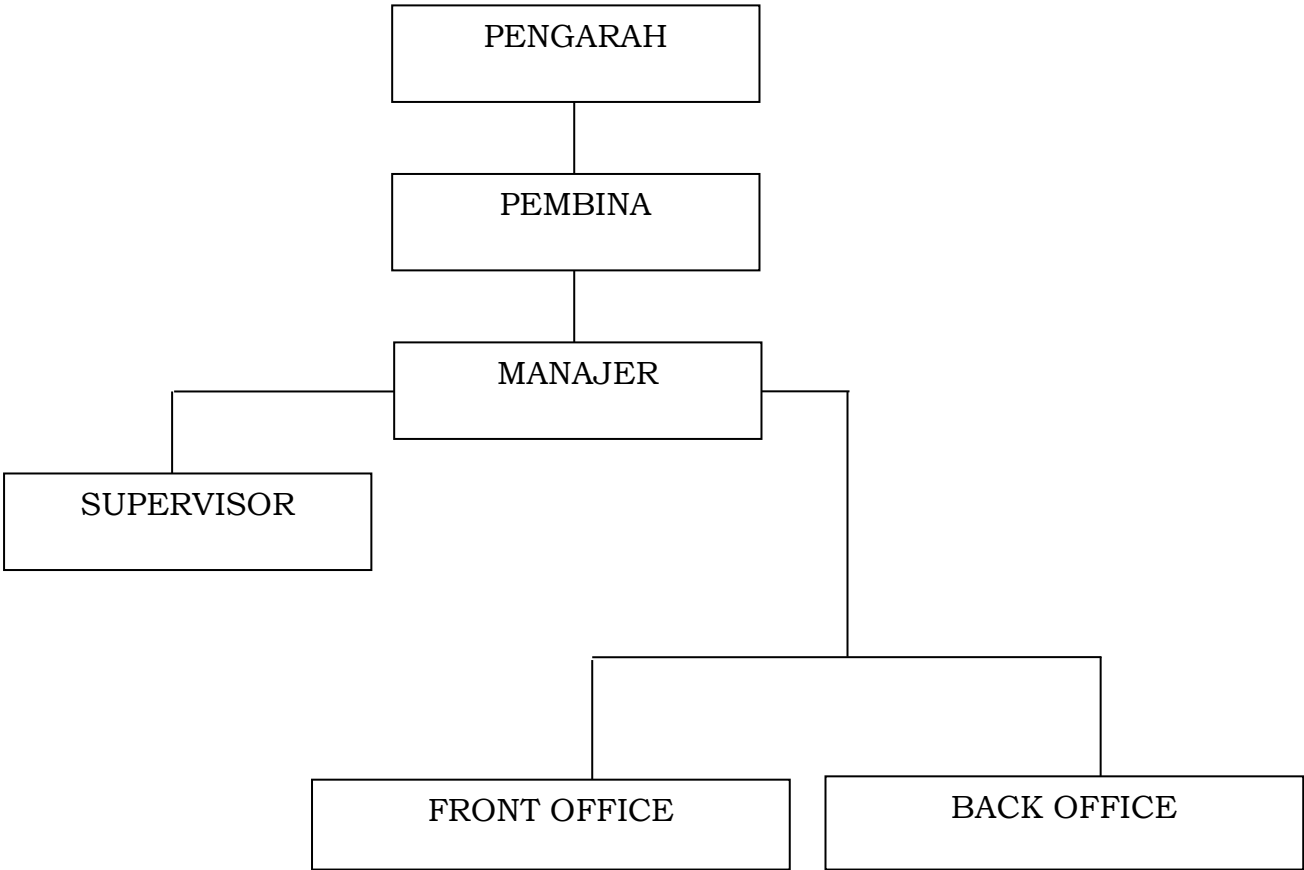 PENGARAH
PEMBINA
MANAJER
SUPERVISOR
FRONT OFFICE
BACK OFFICE